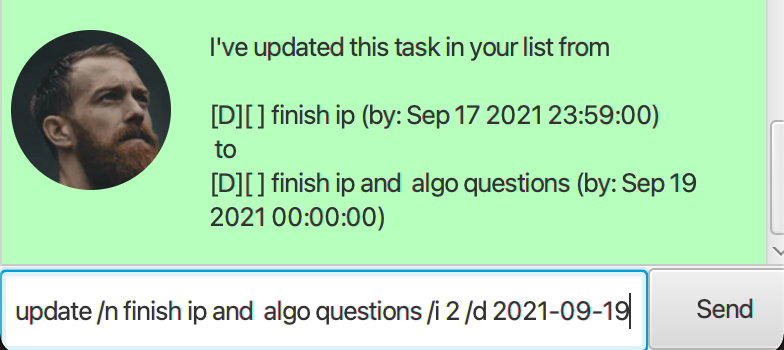 I've updated this task in your list from
[D][ ] finish ip (by: Sep 17 2021 23:59:00)
to
[D][ ] finish ip and  algo questions (by: Sep 19
2021 00:00:00)
update /n finish ip and  algo questions /i 2 /d 2021-09-19
Send